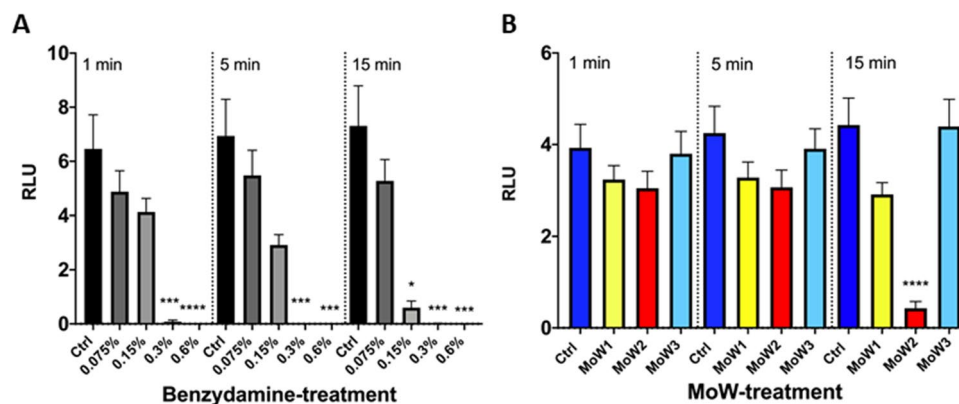 A
10
8
6
4
2
0
RLU
1 min
5 min
15 min
*** **** *** *** * *** ***
Ctrl 0.075% 0.15% 0.3% 0.6% Ctrl 0.075% 0.15% 0.3% 0.6% Ctrl 0.075% 0.15% 0.3% 0.6%
Benzydamine-treatment
B
6
4
2
0
RLU
1 min
5 min
15 min
****
Ctrl MoW1 MoW2 MoW3 Ctrl MoW1 MoW2 MoW3 Ctrl MoW1 MoW2 MoW3
MoW-treatment